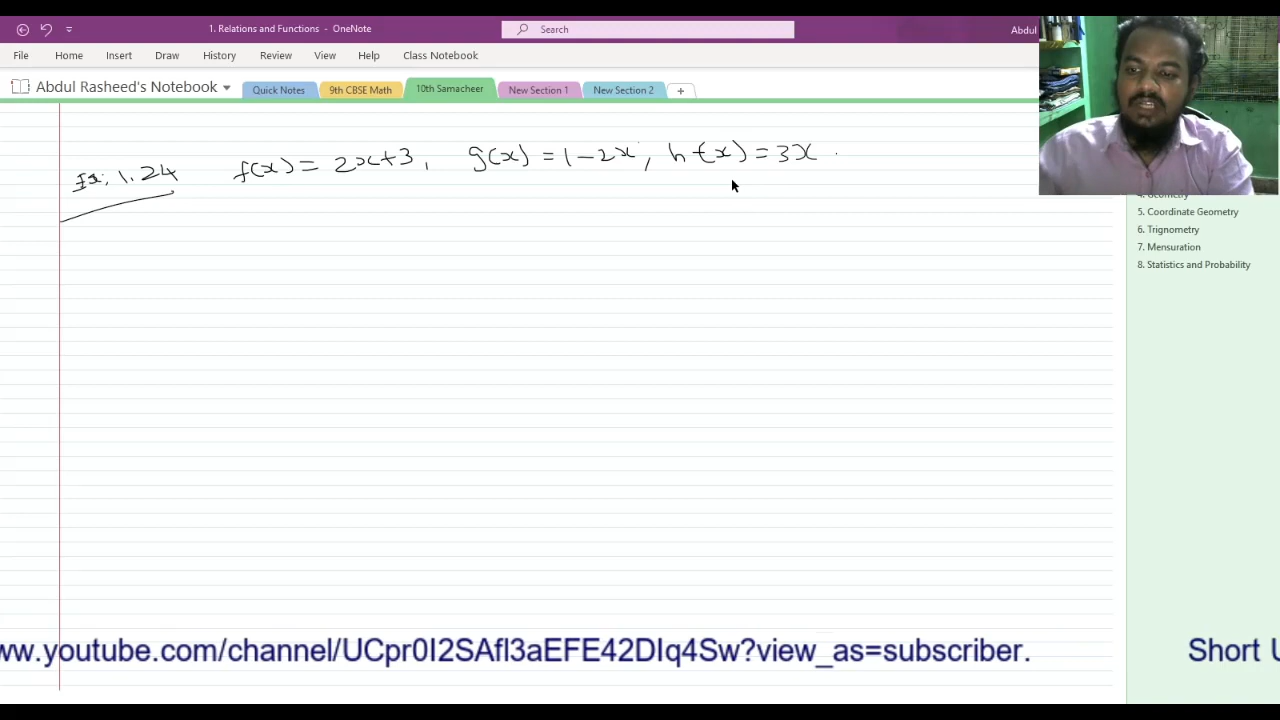 1. Relations and Functions - OneNote
Search
Abdul
File Home Insert Draw History Review View Help Class Notebook
Abdul Rasheed's Notebook Quick Notes 9th CBSE Math 10th Samacheer New Section 1 New Section 2 +
Ex. 1.24 f(x) = 2x+3, g(x) = 1-2x, h(x) = 3x.
4. Geometry
5. Coordinate Geometry
6. Trignometry
7. Mensuration
8. Statistics and Probability
ww.youtube.com/channel/UCpr0I2SAfl3aEFE42DIq4Sw?view_as=subscriber. Short U